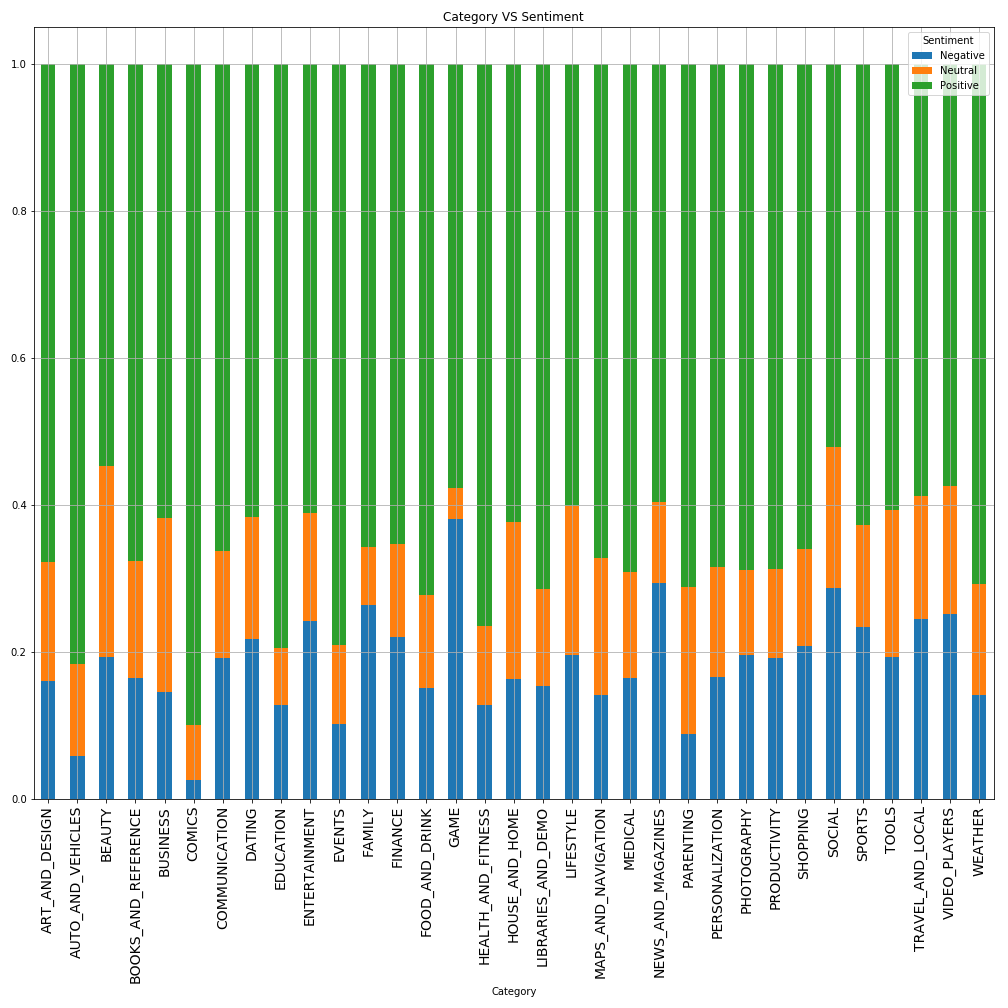 Category VS Sentiment
Sentiment
Negative
Neutral
Positive
1.0
0.8
0.6
0.4
0.2
0.0
ART_AND_DESIGN
AUTO_AND_VEHICLES
BEAUTY
BOOKS_AND_REFERENCE
BUSINESS
COMICS
COMMUNICATION
DATING
EDUCATION
ENTERTAINMENT
EVENTS
FAMILY
FINANCE
FOOD_AND_DRINK
GAME
HEALTH_AND_FITNESS
HOUSE_AND_HOME
LIBRARIES_AND_DEMO
LIFESTYLE
MAPS_AND_NAVIGATION
MEDICAL
NEWS_AND_MAGAZINES
PARENTING
PERSONALIZATION
PHOTOGRAPHY
PRODUCTIVITY
SHOPPING
SOCIAL
SPORTS
TOOLS
TRAVEL_AND_LOCAL
VIDEO_PLAYERS
WEATHER
Category